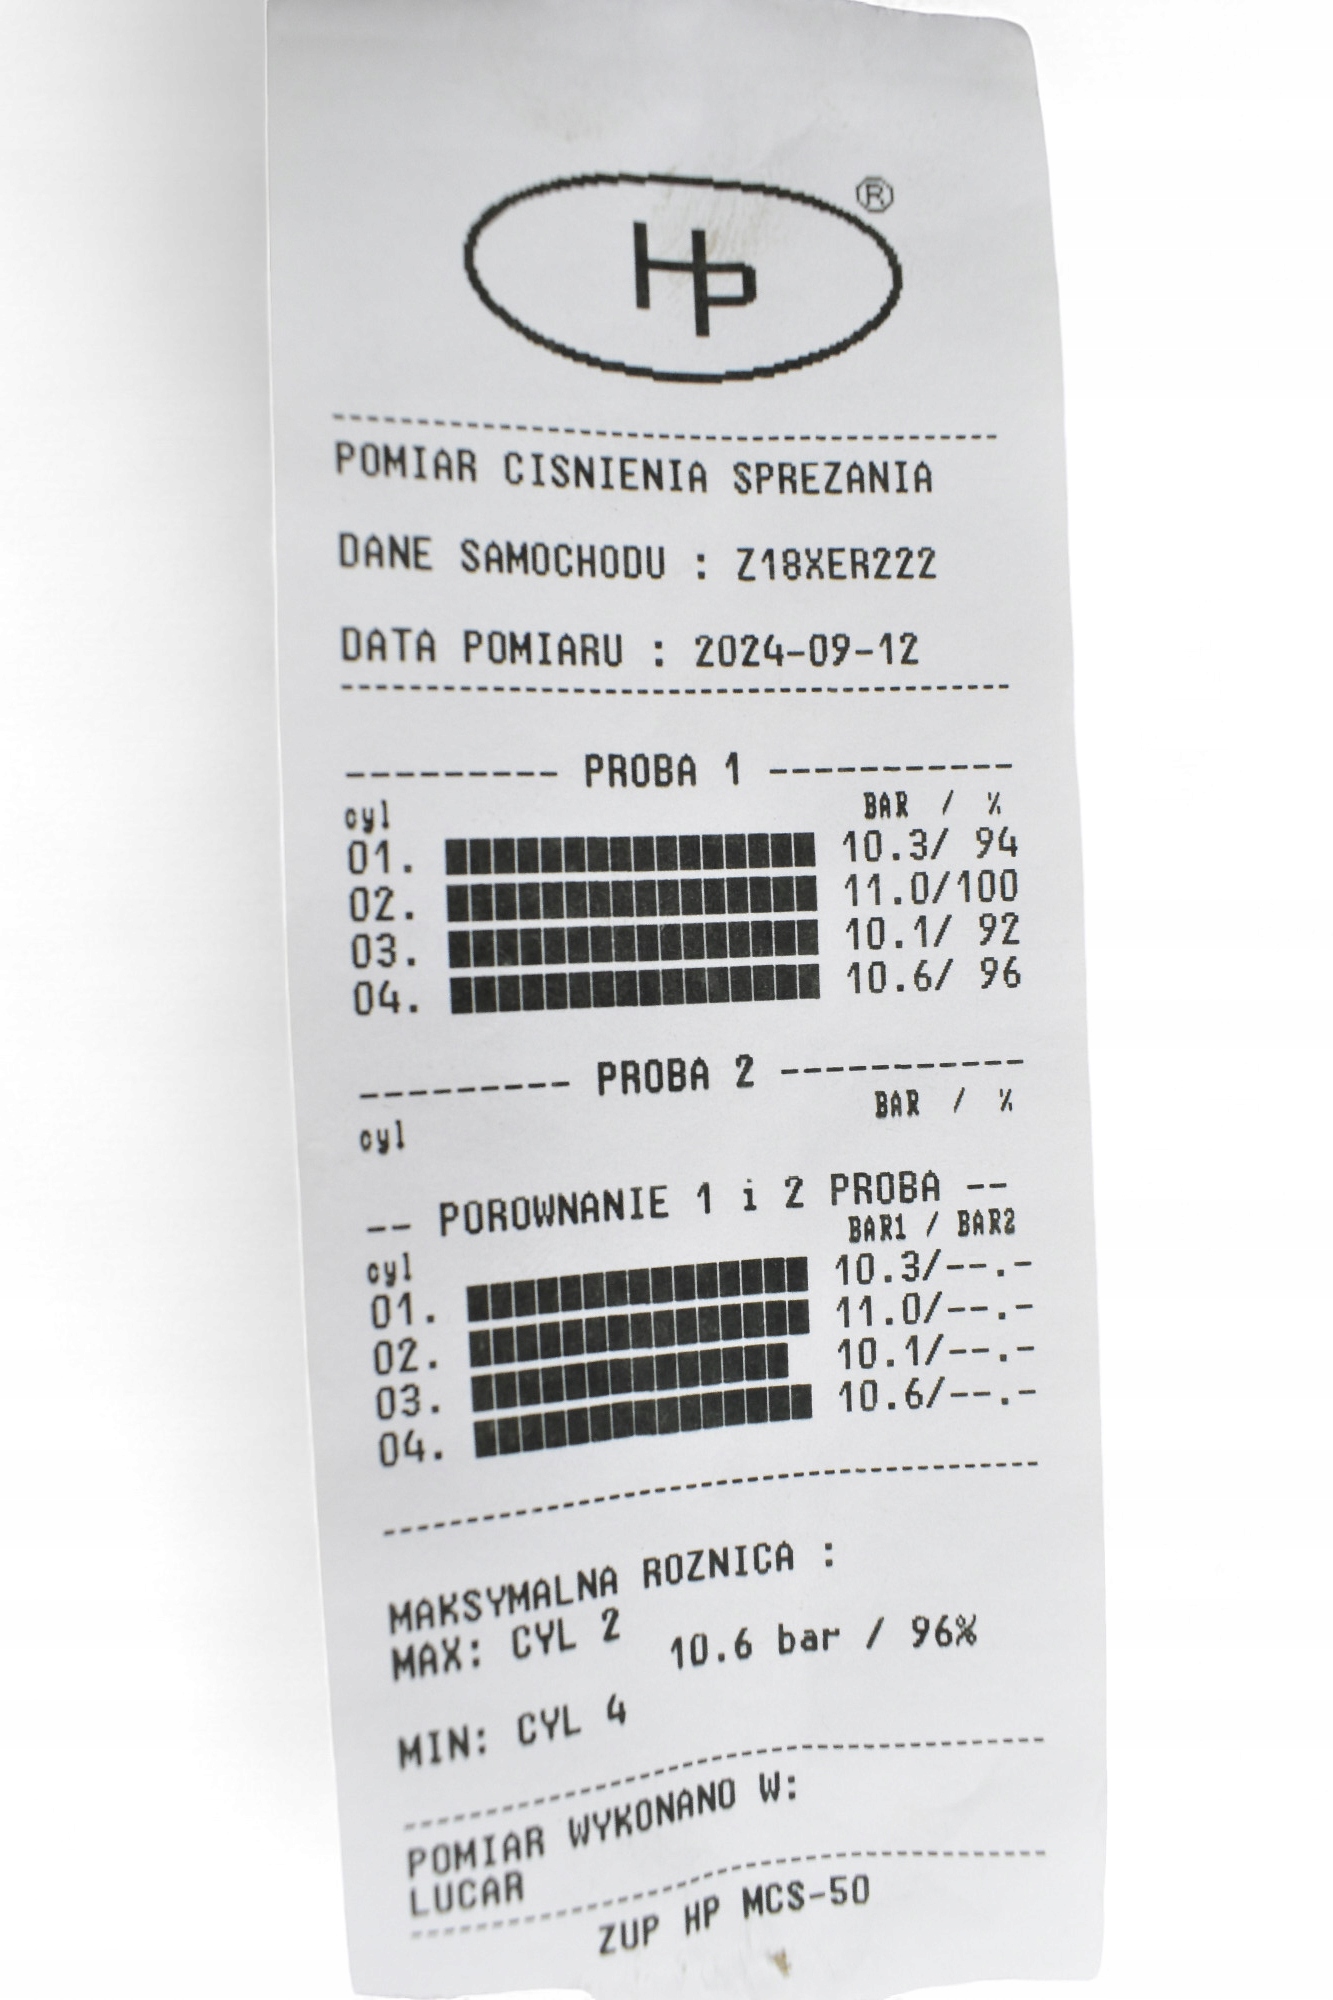 HP ®
POMIAR CISNIENIA SPREZANIA
DANE SAMOCHODU : Z18XER222
DATA POMIARU : 2024-09-12
--------- PROBA 1 -----------
cyl BAR / %
01. 10.3/ 94
02. 11.0/100
03. 10.1/ 92
04. 10.6/ 96
--------- PROBA 2 -----------
cyl BAR / %
-- POROWNANIE 1 i 2 PROBA --
cyl BAR1 / BAR2
01. 10.3/--.-
02. 11.0/--.-
03. 10.1/--.-
04. 10.6/--.-
MAKSYMALNA ROZNICA :
MAX: CYL 2
10.6 bar / 96%
MIN: CYL 4
POMIAR WYKONANO W:
LUCAR
ZUP HP MCS-50